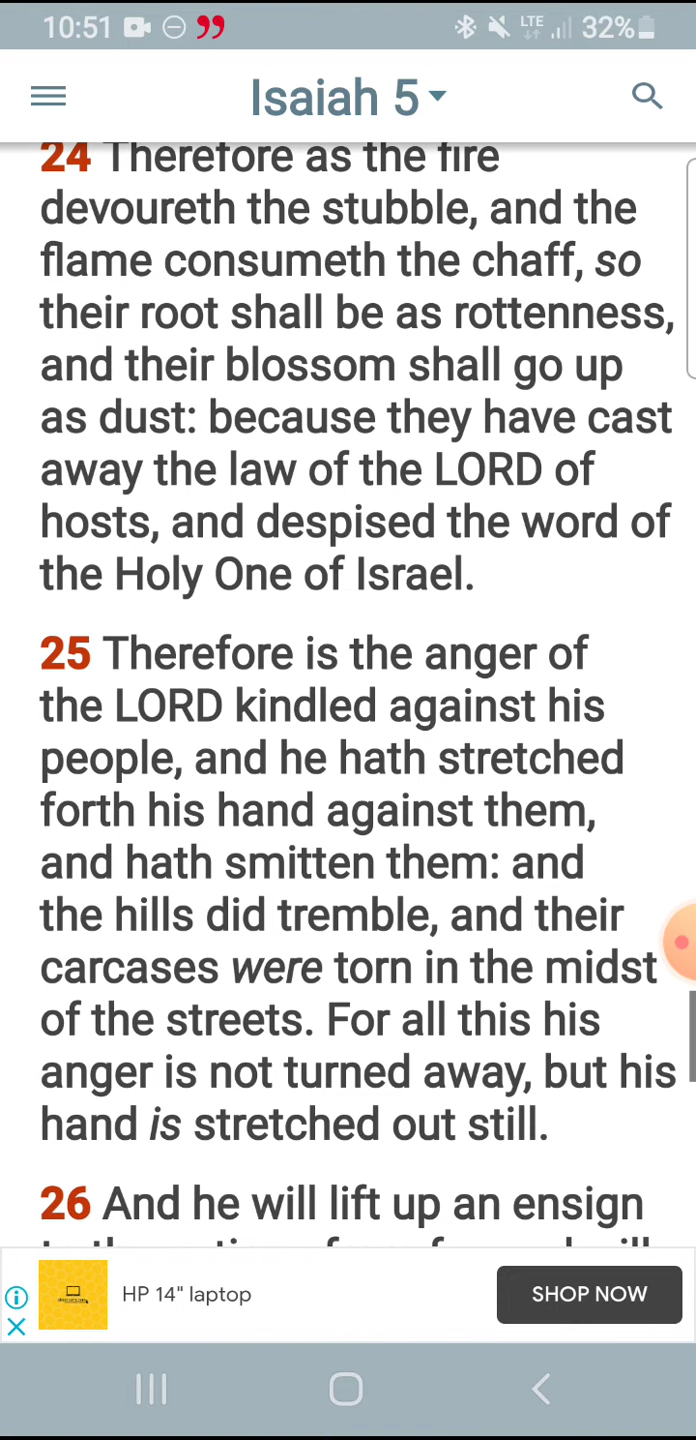 10:51
LTE
32%
Isaiah 5
24 Therefore as the fire
devoureth the stubble, and the
flame consumeth the chaff, so
their root shall be as rottenness,
and their blossom shall go up
as dust: because they have cast
away the law of the LORD of
hosts, and despised the word of
the Holy One of Israel.
25 Therefore is the anger of
the LORD kindled against his
people, and he hath stretched
forth his hand against them,
and hath smitten them: and
the hills did tremble, and their
carcases were torn in the midst
of the streets. For all this his
anger is not turned away, but his
hand is stretched out still.
26 And he will lift up an ensign
HP 14" laptop
SHOP NOW